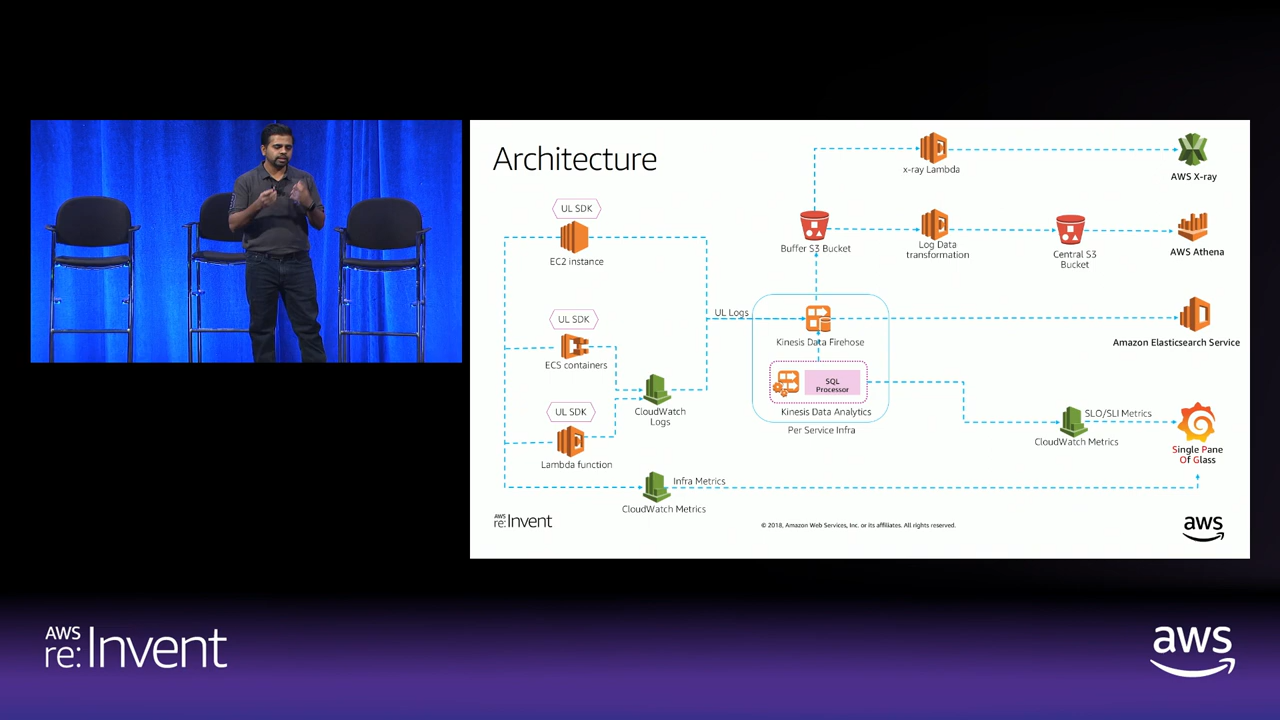 Architecture
x-ray Lambda
AWS X-ray
UL SDK
EC2 instance
Buffer S3 Bucket
Log Data
transformation
Central S3
Bucket
AWS Athena
UL SDK
ECS containers
UL Logs
Kinesis Data Firehose
Amazon Elasticsearch Service
SQL
Processor
Kinesis Data Analytics
Per Service Infra
UL SDK
Lambda function
CloudWatch
Logs
SLO/SLI Metrics
CloudWatch Metrics
Single Pane
Of Glass
Infra Metrics
CloudWatch Metrics
AWS
re:Invent
© 2018, Amazon Web Services, Inc. or its affiliates. All rights reserved.
aws
AWS
re:Invent
aws